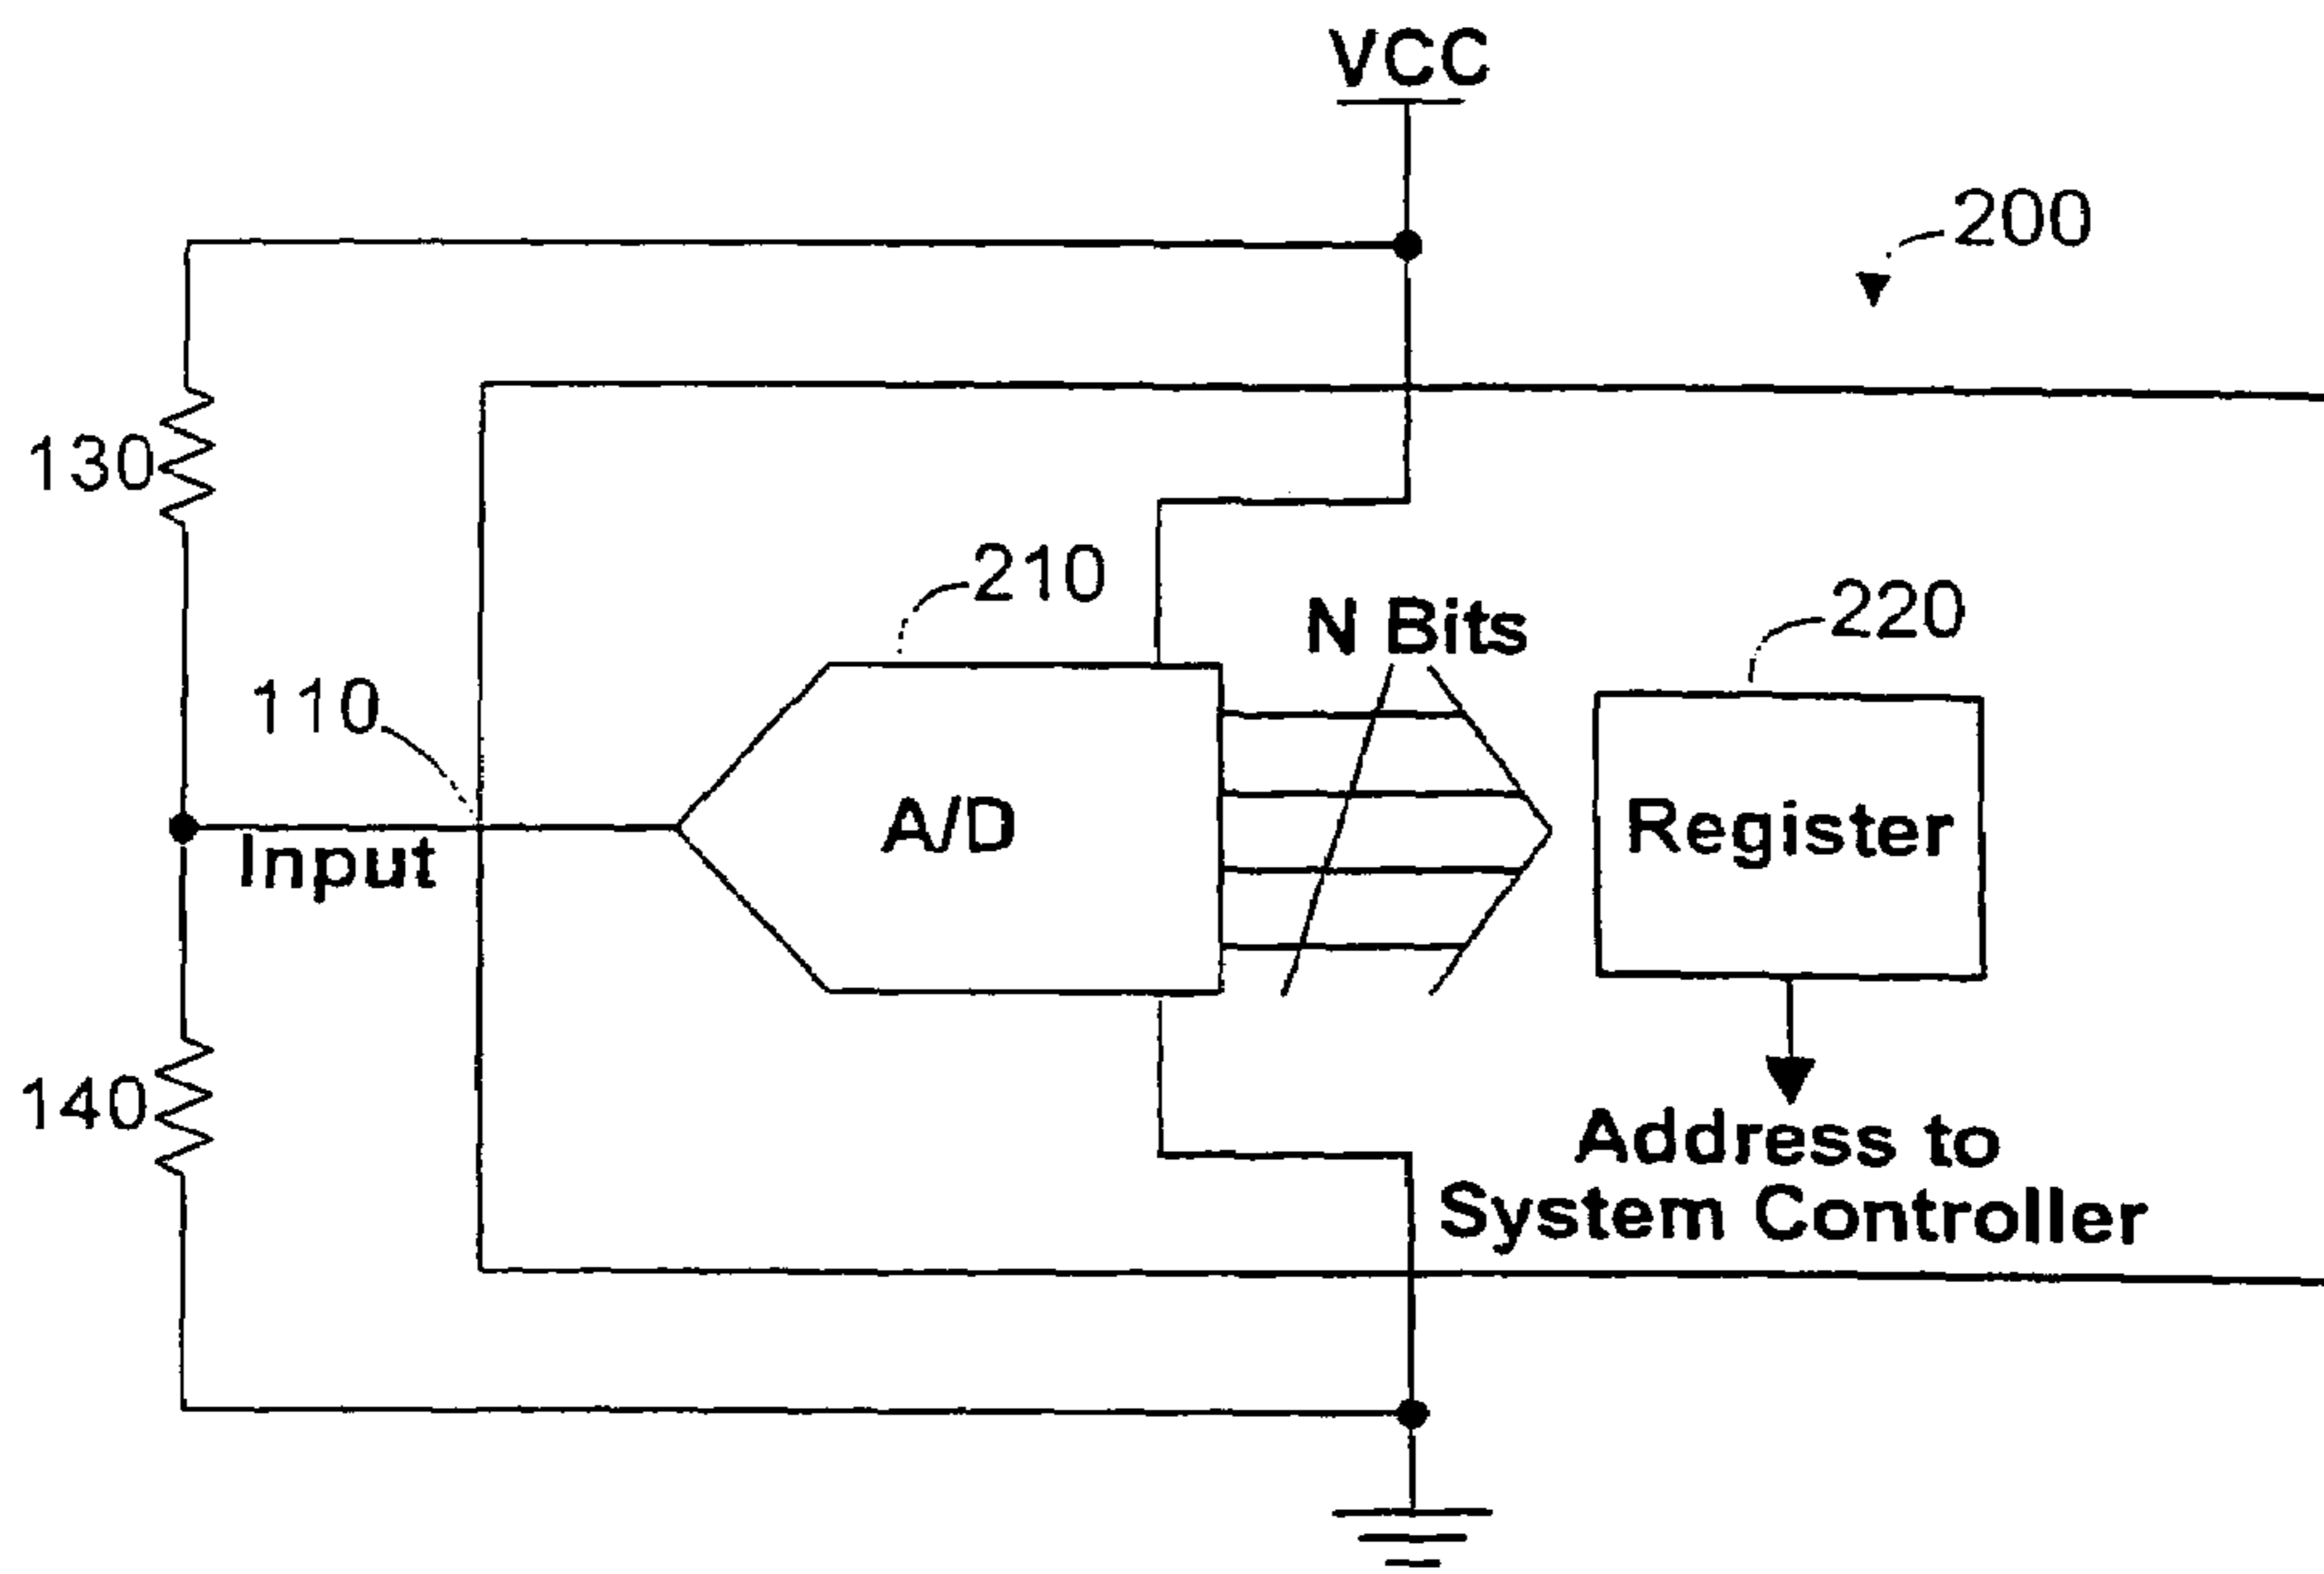 VCC
200
130
210
N Bits
220
110
A/D
Register
Input
140
Address to
System Controller